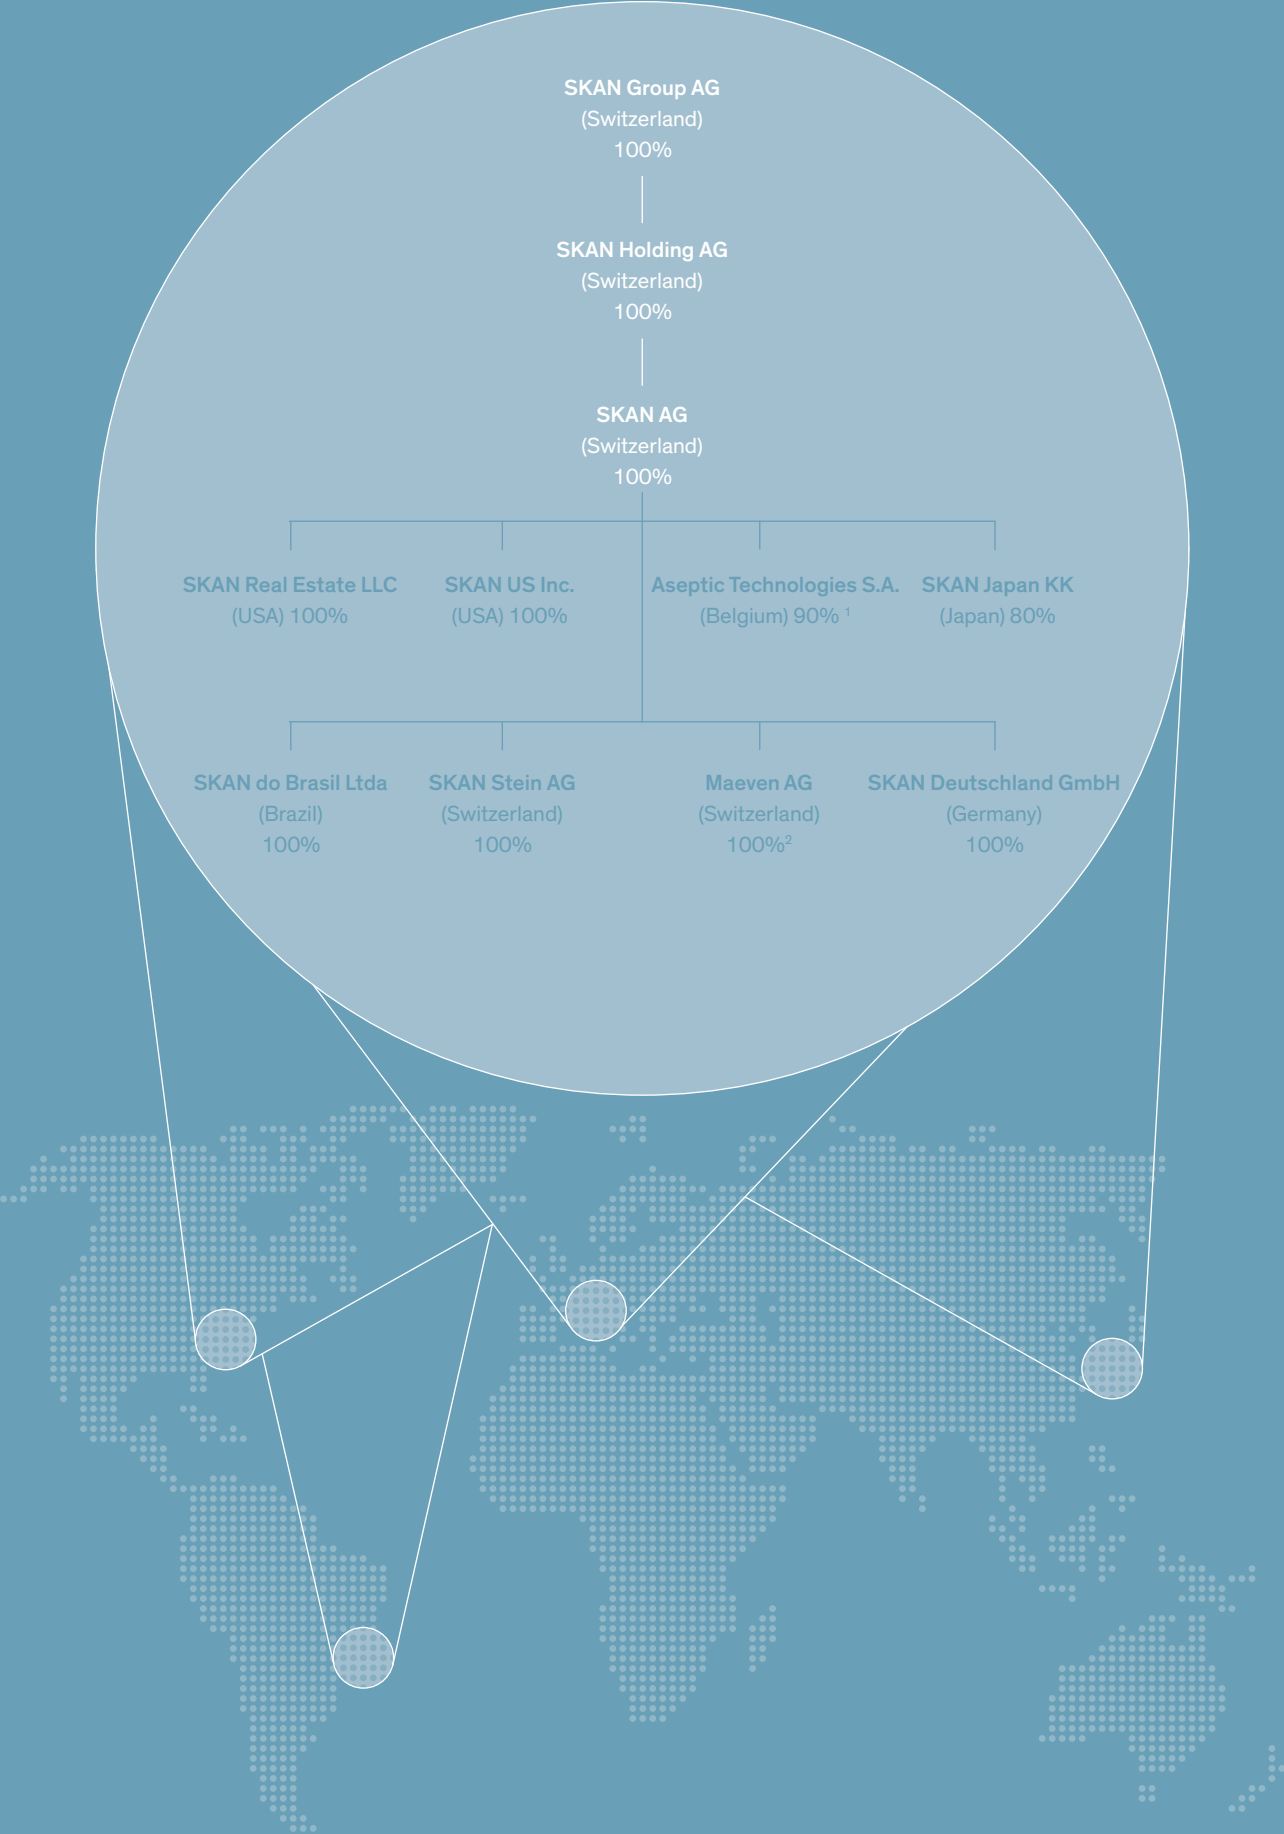 SKAN Group AG
(Switzerland)
100%
SKAN Holding AG
(Switzerland)
100%
SKAN AG
(Switzerland)
100%
SKAN Real Estate LLC
(USA) 100%
SKAN US Inc.
(USA) 100%
Aseptic Technologies S.A.
(Belgium) 90% ¹
SKAN Japan KK
(Japan) 80%
SKAN do Brasil Ltda
(Brazil)
100%
SKAN Stein AG
(Switzerland)
100%
Maeven AG
(Switzerland)
100%²
SKAN Deutschland GmbH
(Germany)
100%